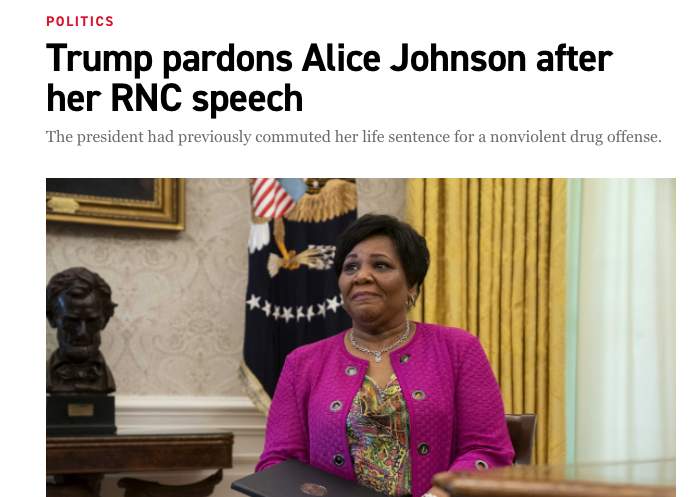 POLITICS
Trump pardons Alice Johnson after
her RNC speech
The president had previously commuted her life sentence for a nonviolent drug offense.